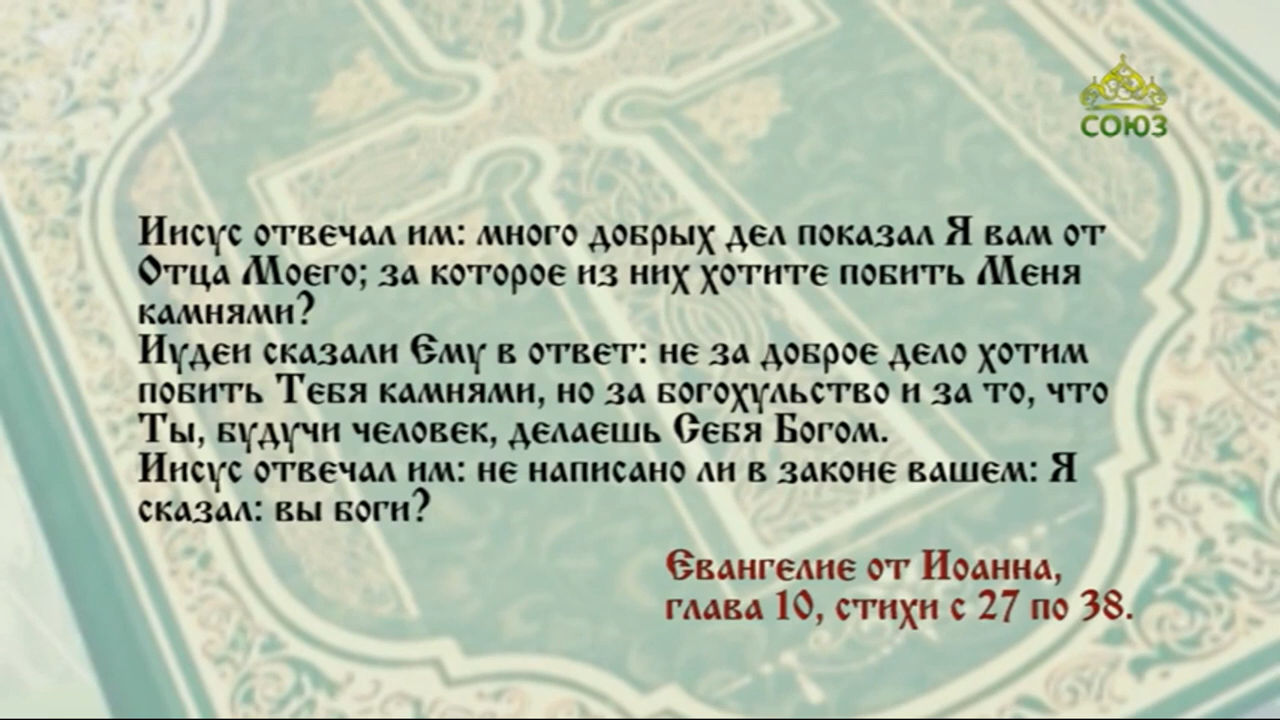 СОЮЗ
Иисус отвечал им: много добрых дел показал Я вам от
Отца Моего; за которое из них хотите побить Меня
камнями?
Иудеи сказали Ему в ответ: не за доброе дело хотим
побить Тебя камнями, но за богохульство и за то, что
Ты, будучи человек, делаешь Себя Богом.
Иисус отвечал им: не написано ли в законе вашем: Я
сказал: вы боги?
Евангелие от Иоанна,
глава 10, стихи с 27 по 38.